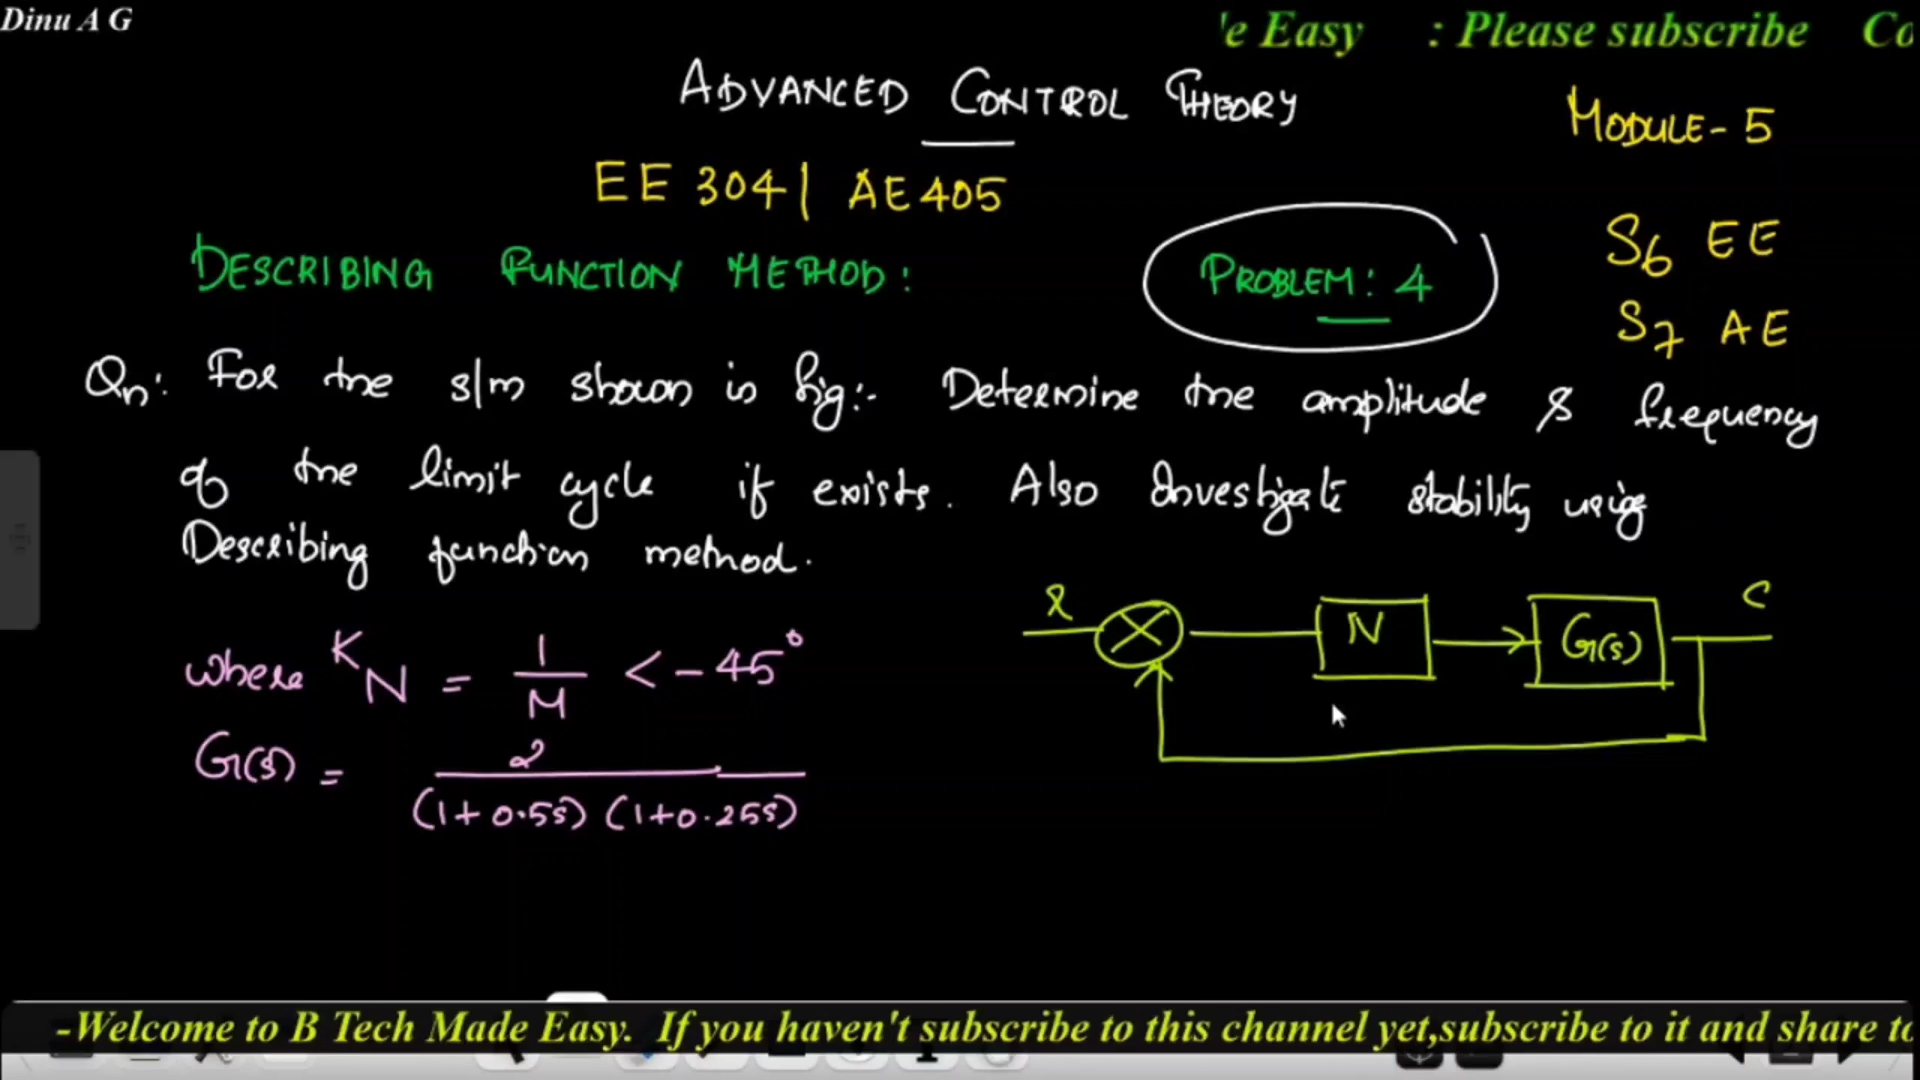 Dinu A G
'e Easy : Please subscribe Co
ADVANCED CONTROL THEORY
MODULE - 5
EE 304 | AE 405
S6 EE
DESCRIBING FUNCTION METHOD :
PROBLEM : 4
S7 AE
Qn: For the s/m shown in fig:- Determine the amplitude & frequency
of the limit cycle if exists. Also Investigate stability using
Describing function method.
R N G(s) C
where KN = 1/M < -45°
G(s) = 2/(1+0.5s) (1+0.25s)
-Welcome to B Tech Made Easy. If you haven't subscribe to this channel yet,subscribe to it and share to